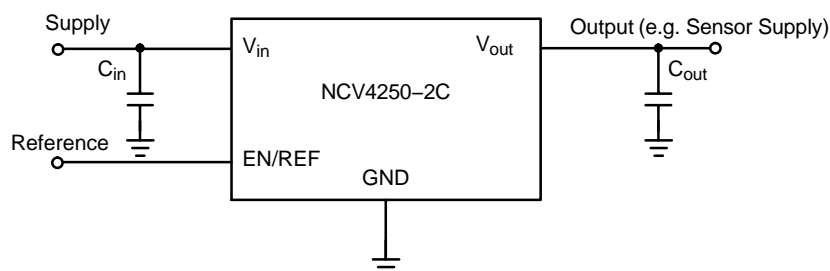 Supply
Output (e.g. Sensor Supply)
Vin
Vout
Cin
Cout
NCV4250−2C
Reference
EN/REF
GND